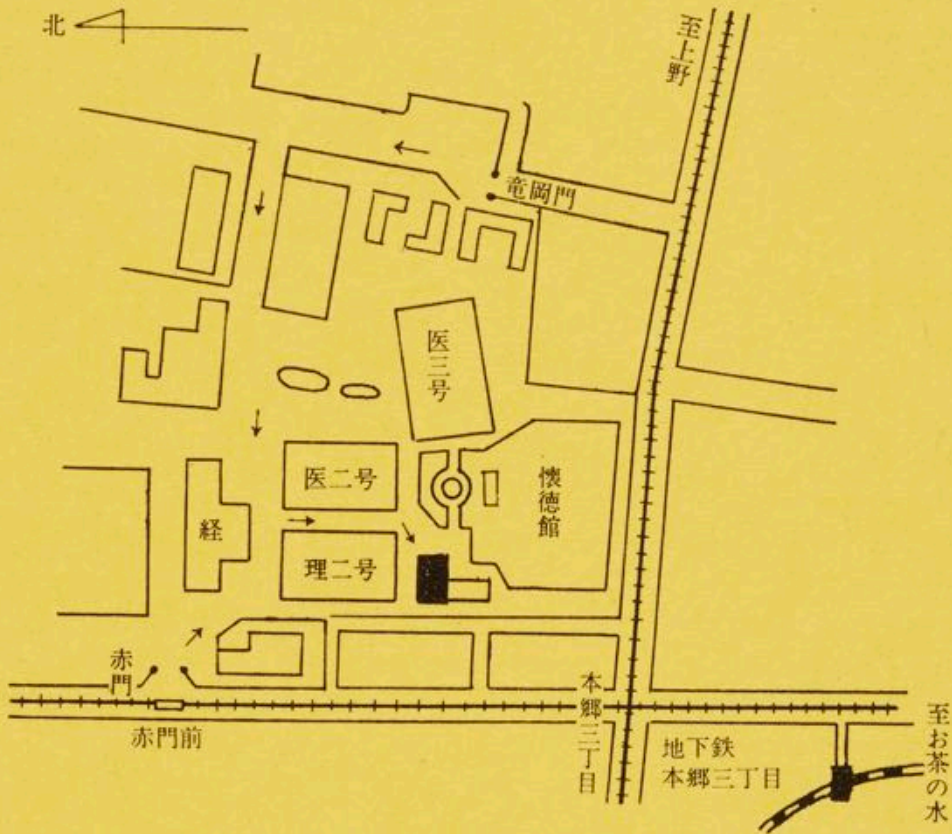 北
至上野
竜岡門
医三号
懐徳館
医二号
経
理二号
赤門
赤門前
本郷三丁目
地下鉄
本郷三丁目
至お茶の水